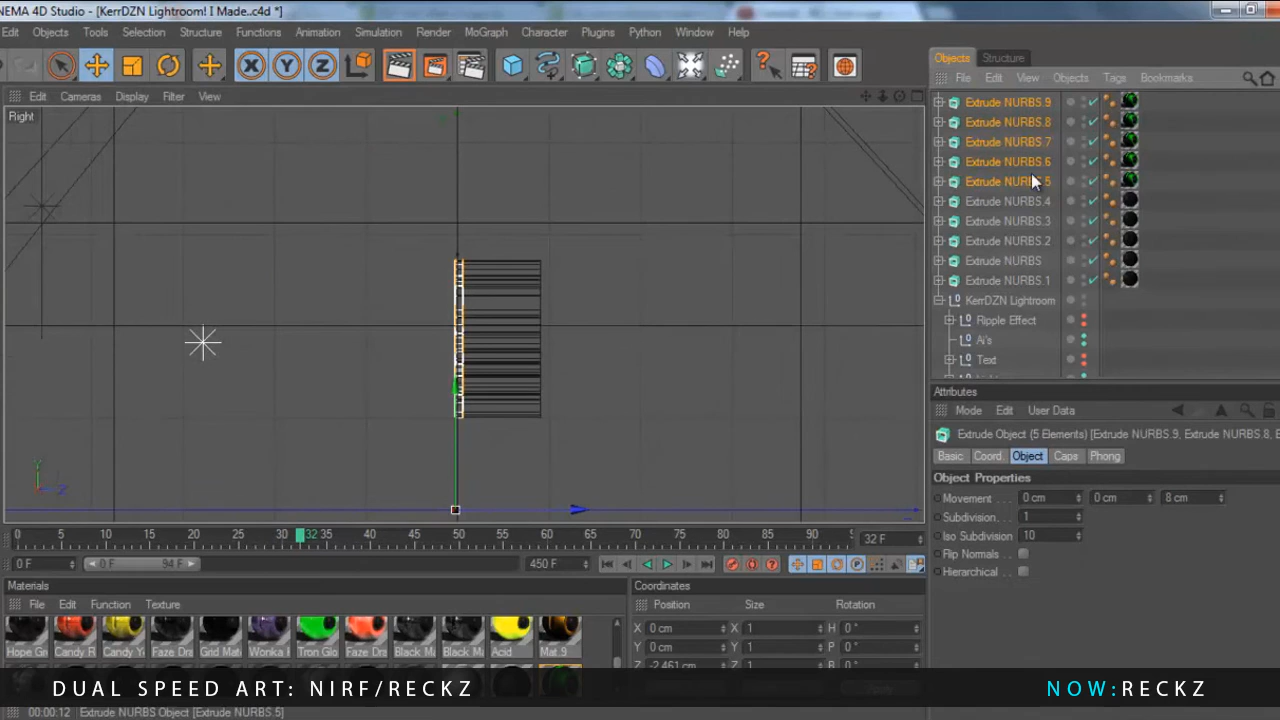 NEMA 4D Studio - [KerrDZN Lightroom! I Made..c4d *]
Edit Objects Tools Selection Structure Functions Animation Simulation Render MoGraph Character Plugins Python Window Help
Objects Structure
File Edit View Objects Tags Bookmarks
Edit Cameras Display Filter View
Right
Extrude NURBS.9
Extrude NURBS.8
Extrude NURBS.7
Extrude NURBS.6
Extrude NURBS.5
Extrude NURBS.4
Extrude NURBS.3
Extrude NURBS.2
Extrude NURBS
Extrude NURBS.1
KerrDZN Lightroom
Ripple Effect
Ai's
Text
Attributes
Mode Edit User Data
Extrude Object (5 Elements) [Extrude NURBS.9, Extrude NURBS.8, E
Basic Coord. Object Caps Phong
Object Properties
Movement 0 cm 0 cm 8 cm
Subdivision 1
Iso Subdivision 10
Flip Normals
Hierarchical
Y
Z
0 5 10 15 20 25 32 35 40 45 50 55 60 65 70 75 80 85 90 32 F
0 F 0 F 94 F 450 F
Materials
File Edit Function Texture
Hope Gr Candy R Candy Y Faze Dra Grid Mat Wonka Tron Glo Faze Dra Black M Black M Acid Mat.9
Coordinates
Position Size Rotation
X 0 cm X 1 H 0 °
Y 0 cm Y 1 P 0 °
Z -2.461 cm Z 1 B 0 °
DUAL SPEED ART: NIRF/RECKZ
NOW:RECKZ
00:00:12 Extrude NURBS Object [Extrude NURBS.5]